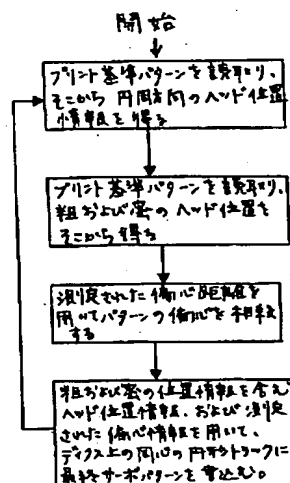 開始
プリント基準パターンを読取り、
そこから円周方向のヘッド位置
情報を得る
プリント基準パターンを読取り、
粗および密のヘッド位置を
そこから得る
測定された偏心距離を
用いてパターンの偏心を相殺
する
粗および密の位置情報を含む
ヘッド位置情報、および測定
された偏心情報を用いて、
ディスク上の同心の円形トラックに
最終サーボパターンを書込む。